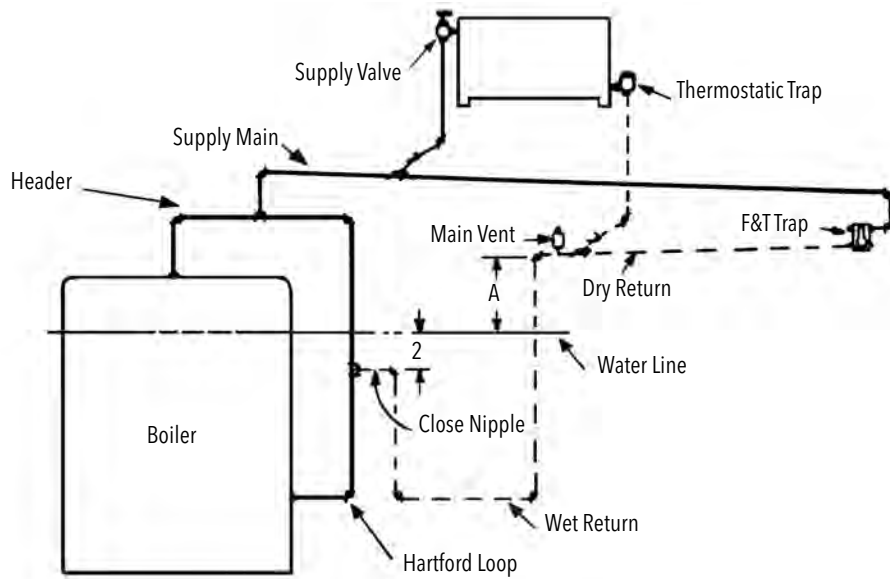 Supply Valve
Thermostatic Trap
Supply Main
Header
Main Vent
F&T Trap
A
Dry Return
2
Water Line
Close Nipple
Boiler
Wet Return
Hartford Loop